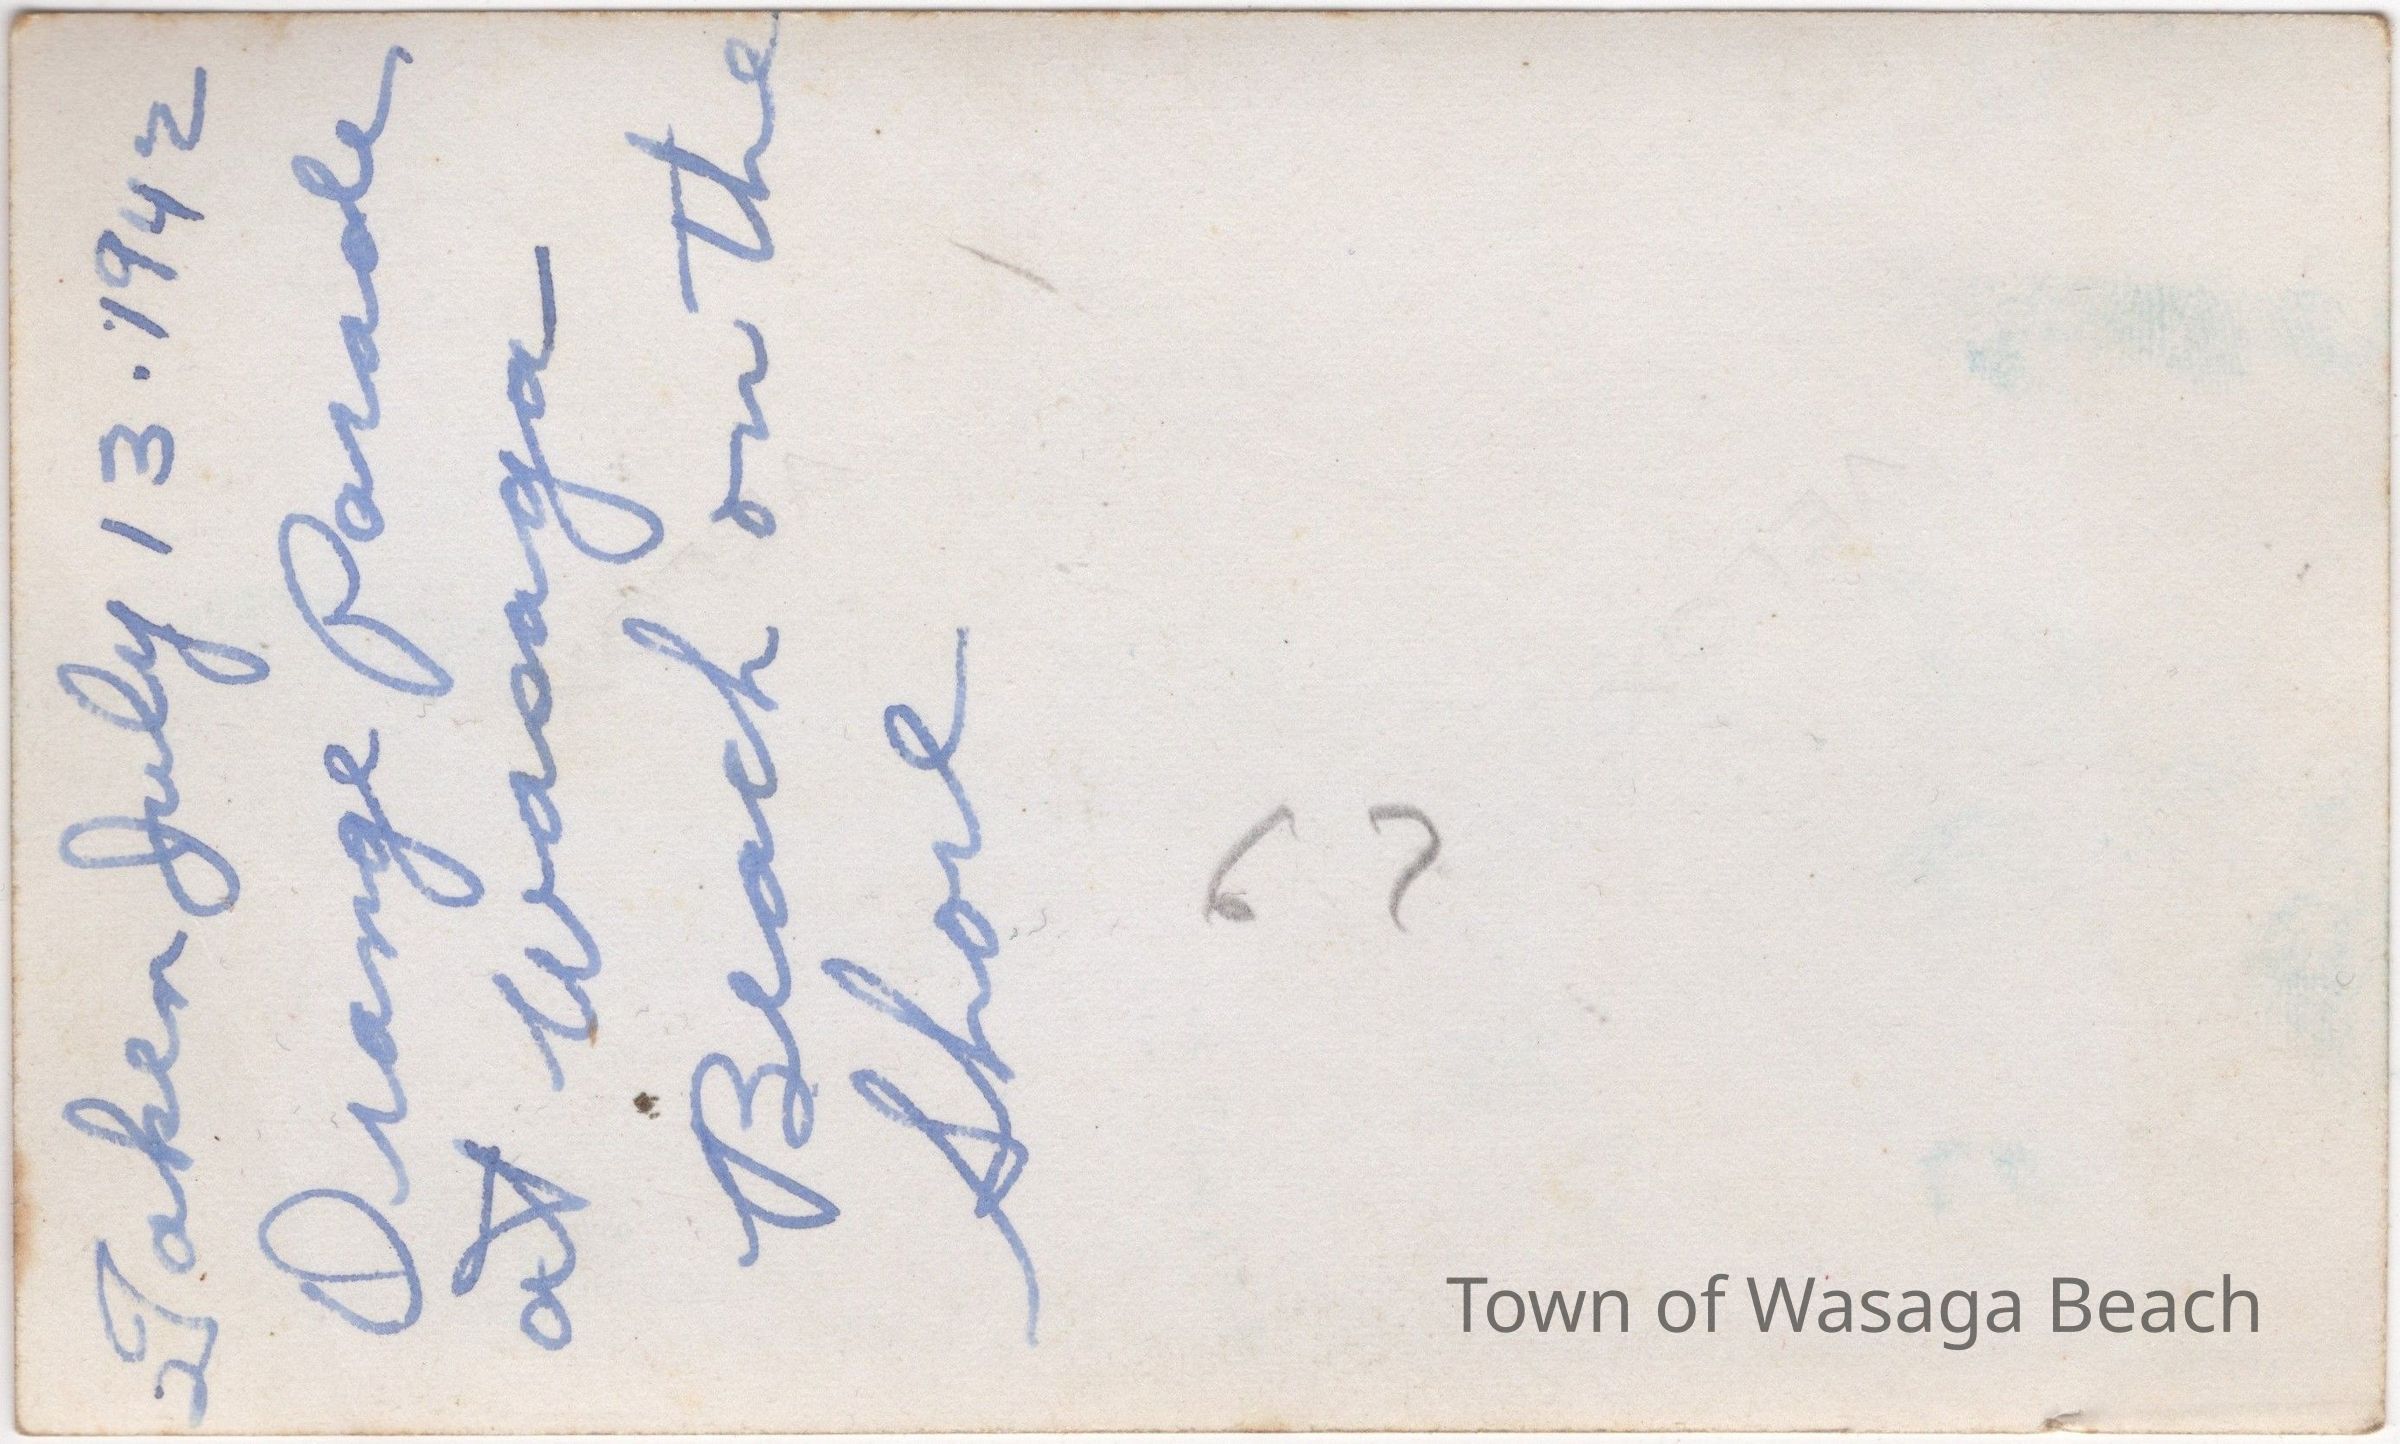 Taken July 13.1942
Orange Parade
at Wasaga
Beach on the
Shore
67
Town of Wasaga Beach